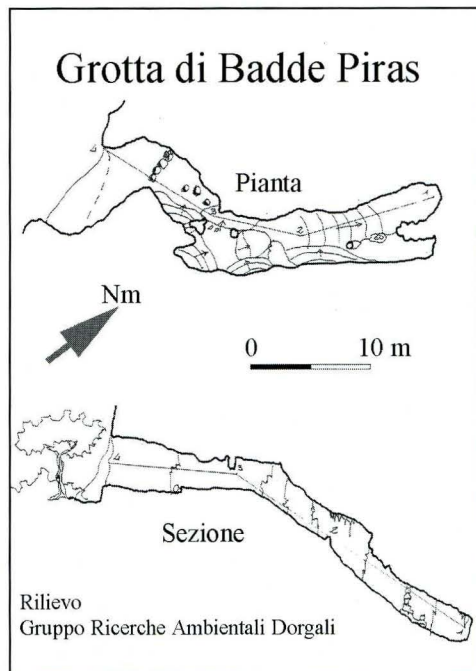 Grotta di Badde Piras
Pianta
Nm
0 10 m
Sezione
Rilievo
Gruppo Ricerche Ambientali Dorgali